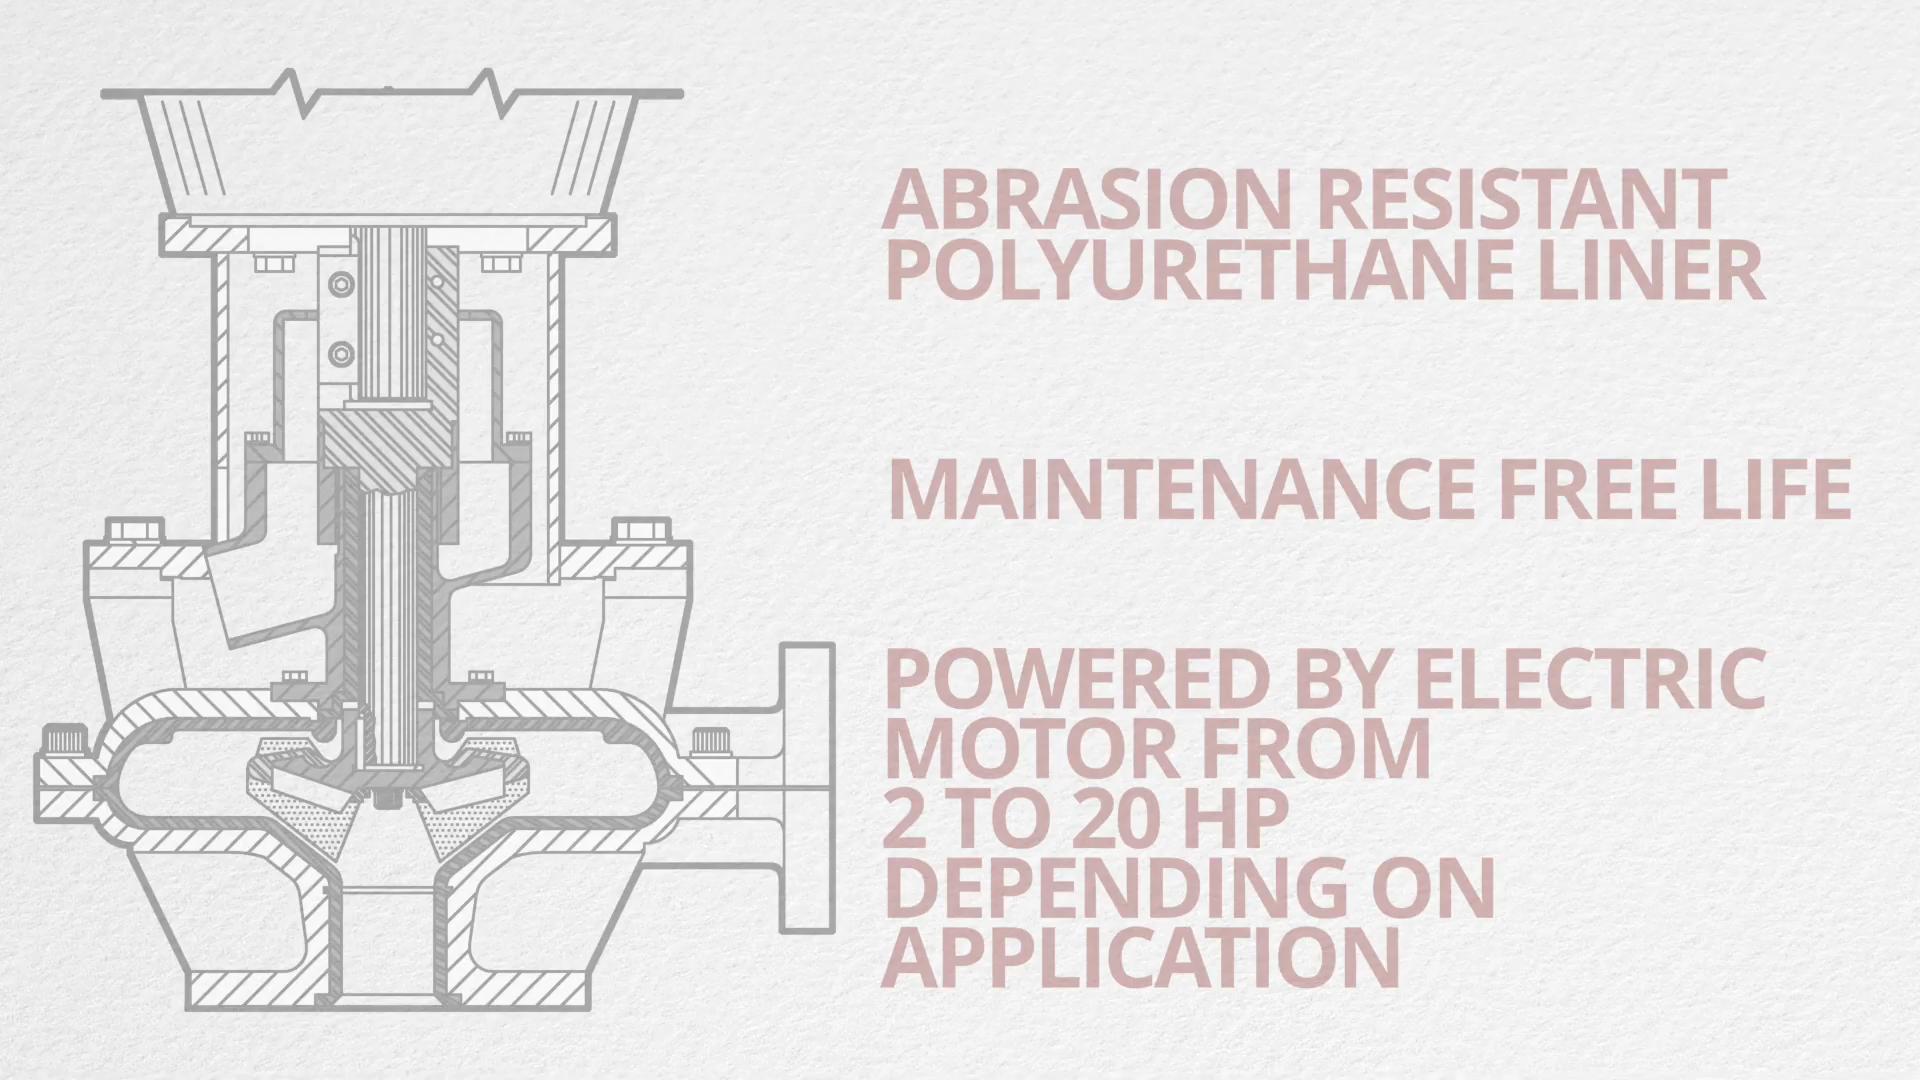 ABRASION RESISTANT
POLYURETHANE LINER
MAINTENANCE FREE LIFE
POWERED BY ELECTRIC
MOTOR FROM
2 TO 20 HP
DEPENDING ON
APPLICATION